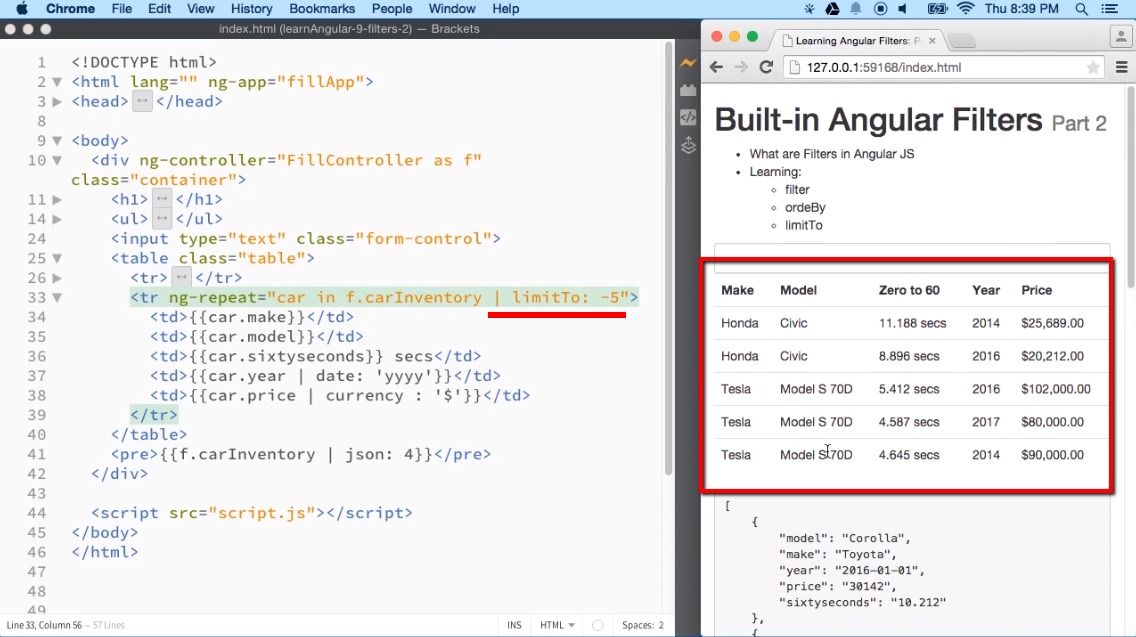 Chrome File Edit View History Bookmarks People Window Help Thu 8:39 PM
index.html (learnAngular-9-filters-2) — Brackets
1 <!DOCTYPE html>
2 <html lang="" ng-app="fillApp">
3 <head> </head>
8
9 <body>
10 <div ng-controller="FillController as f"
class="container">
11 <h1> </h1>
14 <ul> </ul>
24 <input type="text" class="form-control">
25 <table class="table">
26 <tr> </tr>
33 <tr ng-repeat="car in f.carInventory | limitTo: -5">
34 <td>{{car.make}}</td>
35 <td>{{car.model}}</td>
36 <td>{{car.sixtyseconds}} secs</td>
37 <td>{{car.year | date: 'yyyy'}}</td>
38 <td>{{car.price | currency : '$'}}</td>
39 </tr>
40 </table>
41 <pre>{{f.carInventory | json: 4}}</pre>
42 </div>
43
44 <script src="script.js"></script>
45 </body>
46 </html>
47
48
49
Line 33, Column 56 — 57 Lines INS HTML Spaces: 2
Learning Angular Filters: P
127.0.0.1:59168/index.html
Built-in Angular Filters Part 2
What are Filters in Angular JS
Learning:
filter
ordeBy
limitTo
Make Model Zero to 60 Year Price
Honda Civic 11.188 secs 2014 $25,689.00
Honda Civic 8.896 secs 2016 $20,212.00
Tesla Model S 70D 5.412 secs 2016 $102,000.00
Tesla Model S 70D 4.587 secs 2017 $80,000.00
Tesla Model S 70D 4.645 secs 2014 $90,000.00
[
{
"model": "Corolla",
"make": "Toyota",
"year": "2016-01-01",
"price": "30142",
"sixtyseconds": "10.212"
},
{